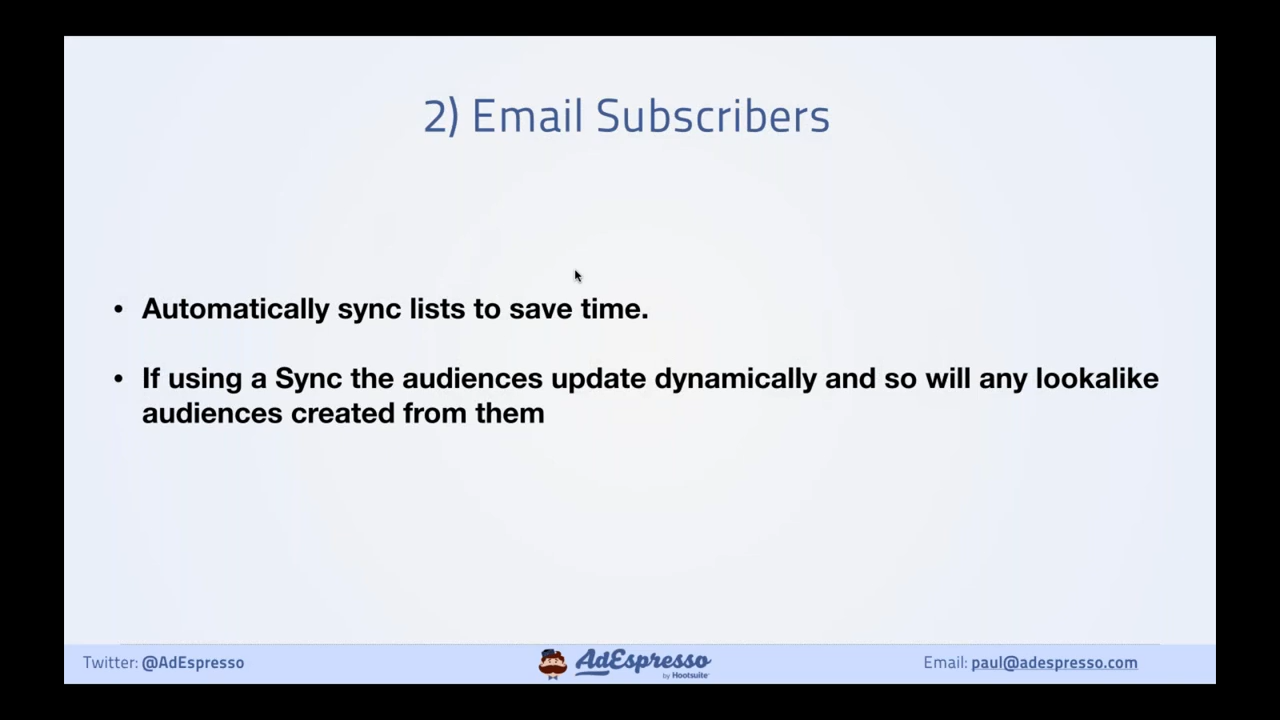 2) Email Subscribers
• Automatically sync lists to save time.
• If using a Sync the audiences update dynamically and so will any lookalike
audiences created from them
Twitter: @AdEspresso
AdEspresso
by Hootsuite
Email: paul@adespresso.com